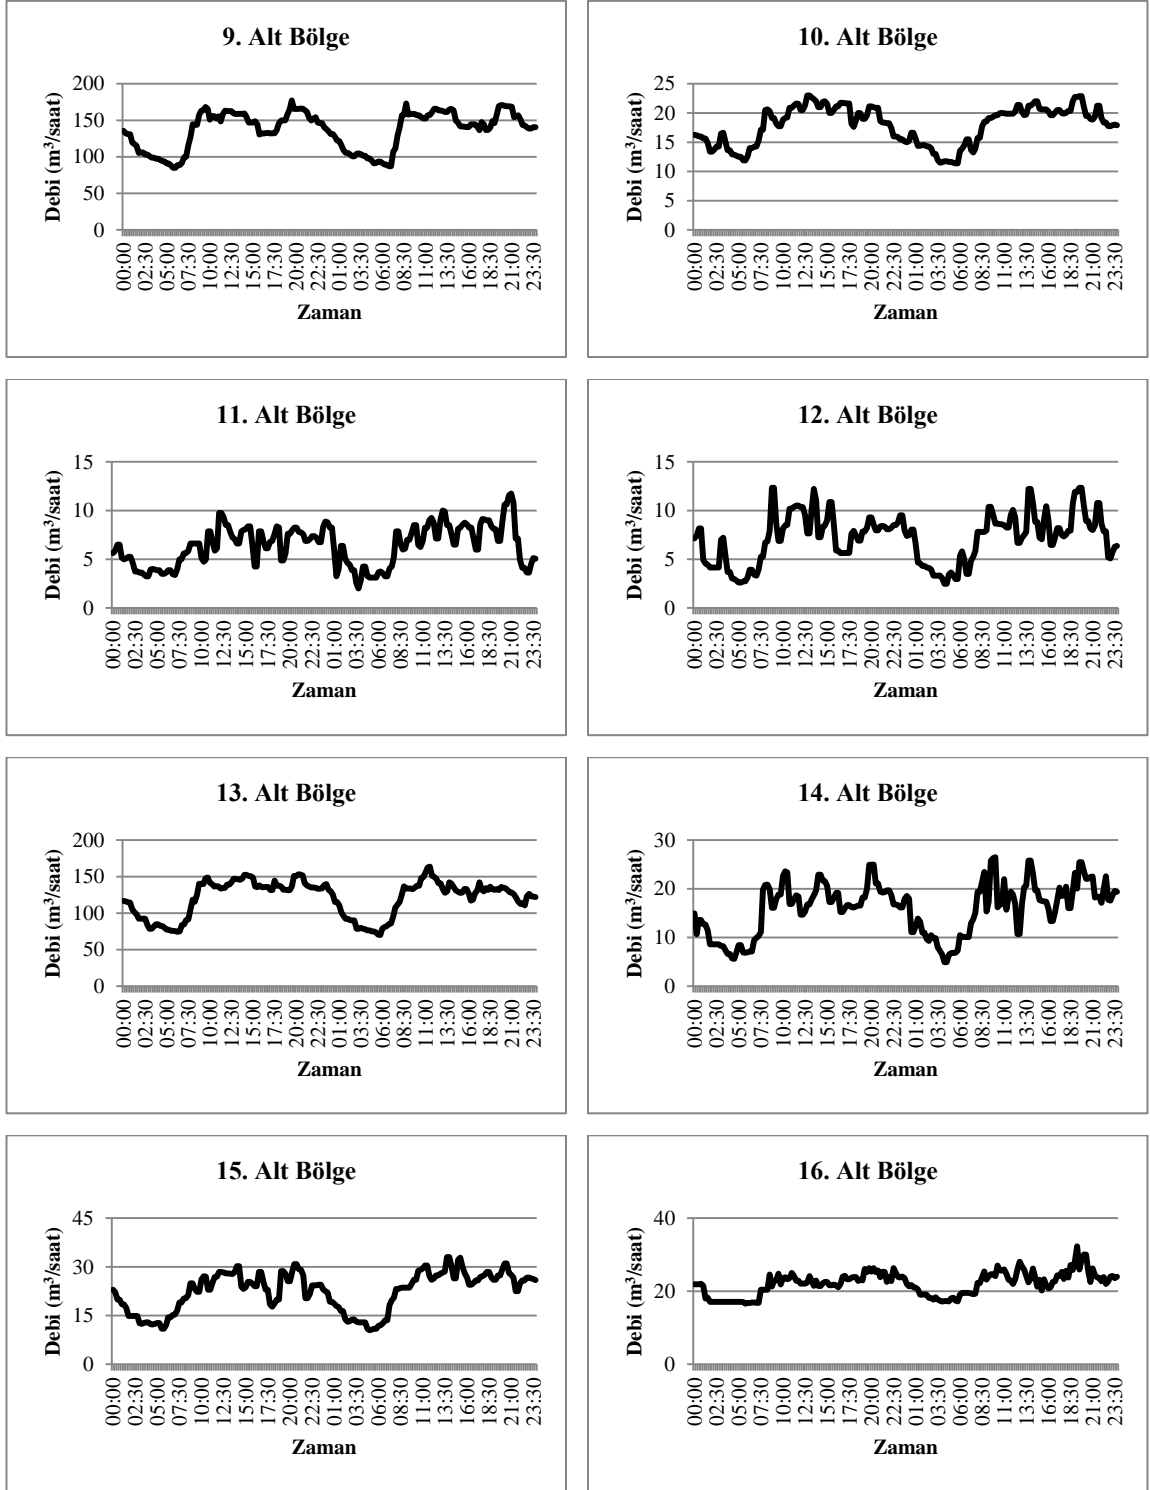 9. Alt Bölge
200
150
100
50
0
Debi (m³/saat)
00:00 02:30 05:00 07:30 10:00 12:30 15:00 17:30 20:00 22:30 01:00 03:30 06:00 08:30 11:00 13:30 16:00 18:30 21:00 23:30
Zaman
10. Alt Bölge
25
20
15
10
5
0
Debi (m³/saat)
00:00 02:30 05:00 07:30 10:00 12:30 15:00 17:30 20:00 22:30 01:00 03:30 06:00 08:30 11:00 13:30 16:00 18:30 21:00 23:30
Zaman
11. Alt Bölge
15
10
5
0
Debi (m³/saat)
00:00 02:30 05:00 07:30 10:00 12:30 15:00 17:30 20:00 22:30 01:00 03:30 06:00 08:30 11:00 13:30 16:00 18:30 21:00 23:30
Zaman
12. Alt Bölge
15
10
5
0
Debi (m³/saat)
00:00 02:30 05:00 07:30 10:00 12:30 15:00 17:30 20:00 22:30 01:00 03:30 06:00 08:30 11:00 13:30 16:00 18:30 21:00 23:30
Zaman
13. Alt Bölge
200
150
100
50
0
Debi (m³/saat)
00:00 02:30 05:00 07:30 10:00 12:30 15:00 17:30 20:00 22:30 01:00 03:30 06:00 08:30 11:00 13:30 16:00 18:30 21:00 23:30
Zaman
14. Alt Bölge
30
20
10
0
Debi (m³/saat)
00:00 02:30 05:00 07:30 10:00 12:30 15:00 17:30 20:00 22:30 01:00 03:30 06:00 08:30 11:00 13:30 16:00 18:30 21:00 23:30
Zaman
15. Alt Bölge
45
30
15
0
Debi (m³/saat)
00:00 02:30 05:00 07:30 10:00 12:30 15:00 17:30 20:00 22:30 01:00 03:30 06:00 08:30 11:00 13:30 16:00 18:30 21:00 23:30
Zaman
16. Alt Bölge
40
20
0
Debi (m³/saat)
00:00 02:30 05:00 07:30 10:00 12:30 15:00 17:30 20:00 22:30 01:00 03:30 06:00 08:30 11:00 13:30 16:00 18:30 21:00 23:30
Zaman